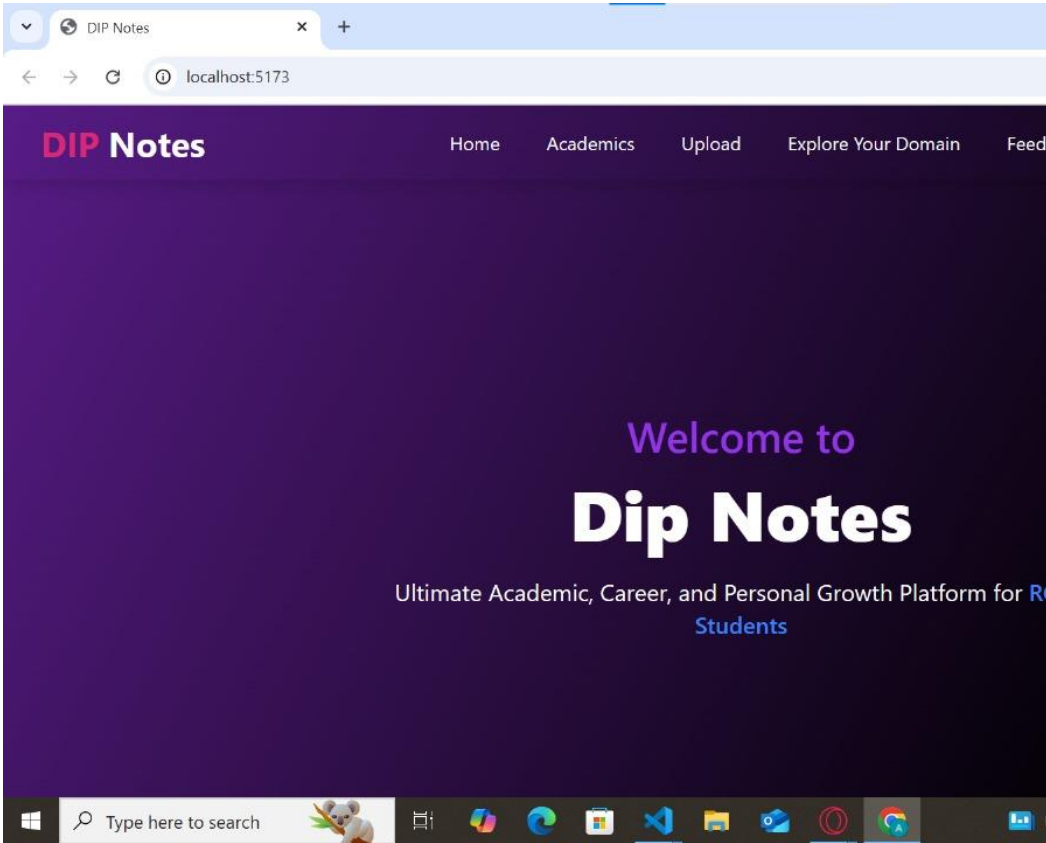 DIP Notes
localhost:5173
DIP Notes Home Academics Upload Explore Your Domain Feed
Welcome to
Dip Notes
Ultimate Academic, Career, and Personal Growth Platform for
Students
Type here to search